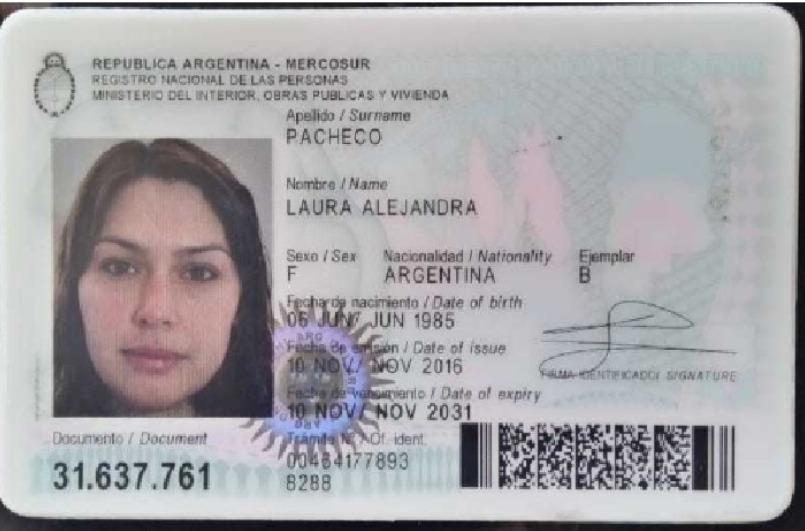 REPUBLICA ARGENTINA - MERCOSUR
REGISTRO NACIONAL DE LAS PERSONAS
MINISTERIO DEL INTERIOR, OBRAS PUBLICAS Y VIVIENDA
Apellido / Surname
PACHECO
Nombre / Name
LAURA ALEJANDRA
Sexo / Sex Nacionalidad / Nationality Ejemplar
F ARGENTINA B
Fecha de nacimiento / Date of birth
06 JUN/ JUN 1985
Fecha de emisión / Date of issue
10 NOV/ NOV 2016
FIRMA IDENTIFICADO/ SIGNATURE
Fecha de vencimiento / Date of expiry
10 NOV/ NOV 2031
Documento / Document Trámite Nº / Of. ident.
31.637.761 00464177893
8288